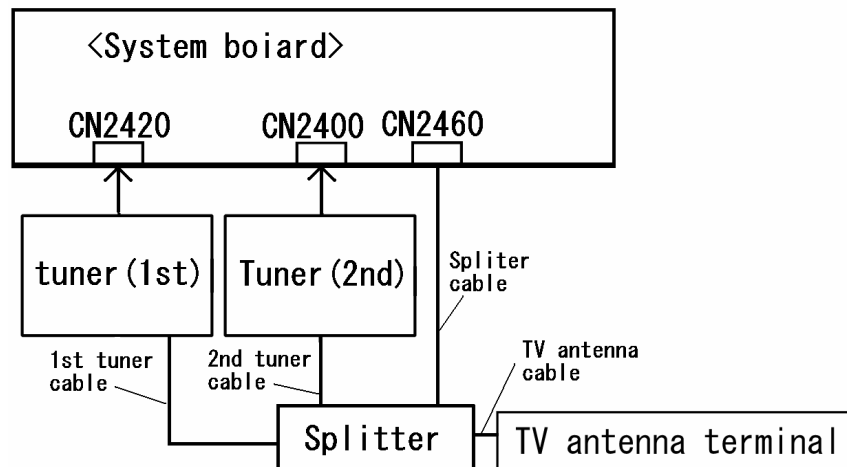 <System boiard>
CN2420
CN2400
CN2460
tuner(1st)
Tuner(2nd)
Spliter
cable
1st tuner
cable
2nd tuner
cable
TV antenna
cable
Splitter
TV antenna terminal